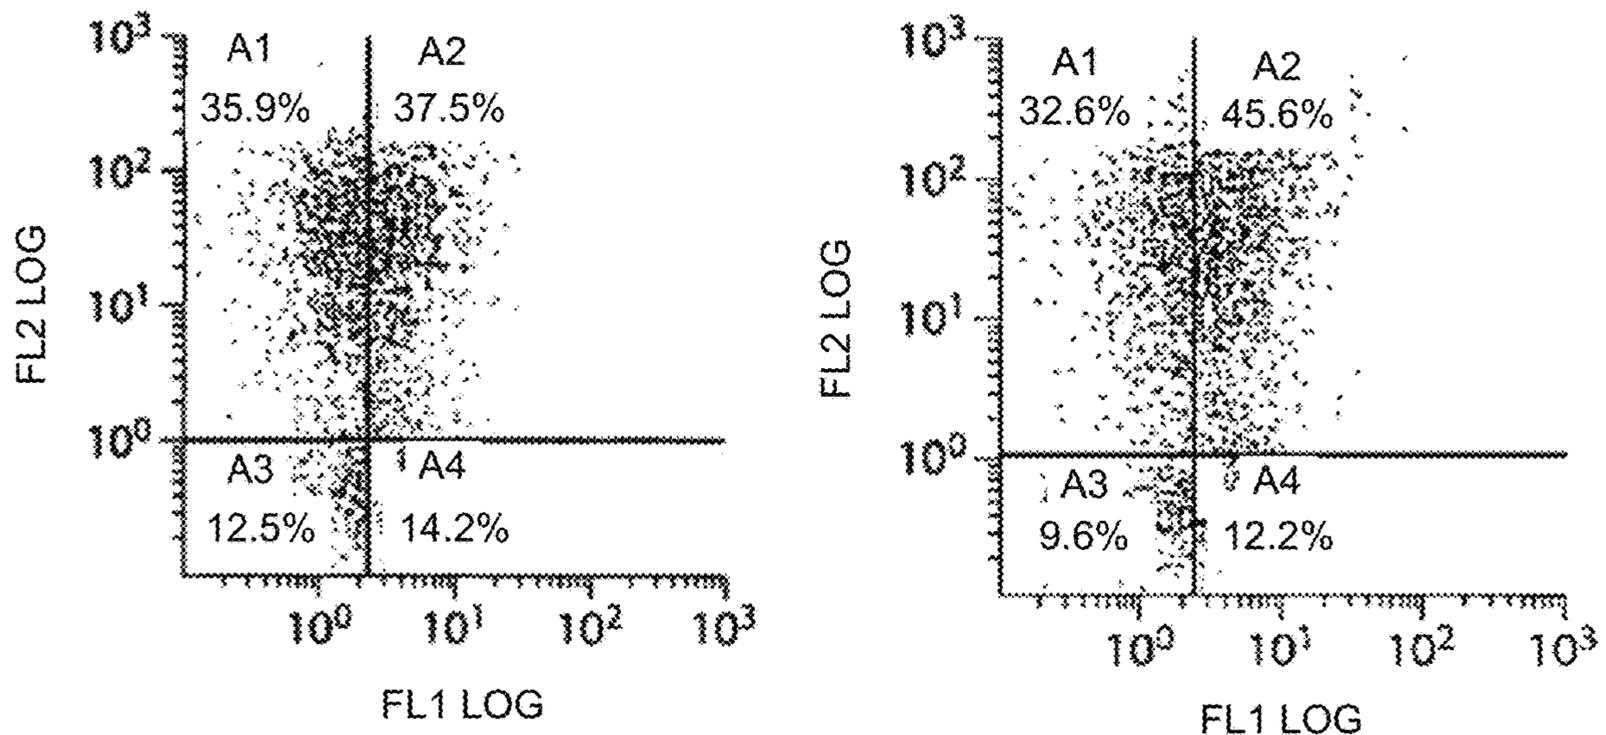 10³
A1
A2
35.9%
37.5%
10²
10¹
10⁰
A3
A4
12.5%
14.2%
10⁰ 10¹ 10² 10³
FL2 LOG
FL1 LOG
10³
A1
A2
32.6%
45.6%
10²
10¹
10⁰
A3
A4
9.6%
12.2%
10⁰ 10¹ 10² 10³
FL2 LOG
FL1 LOG